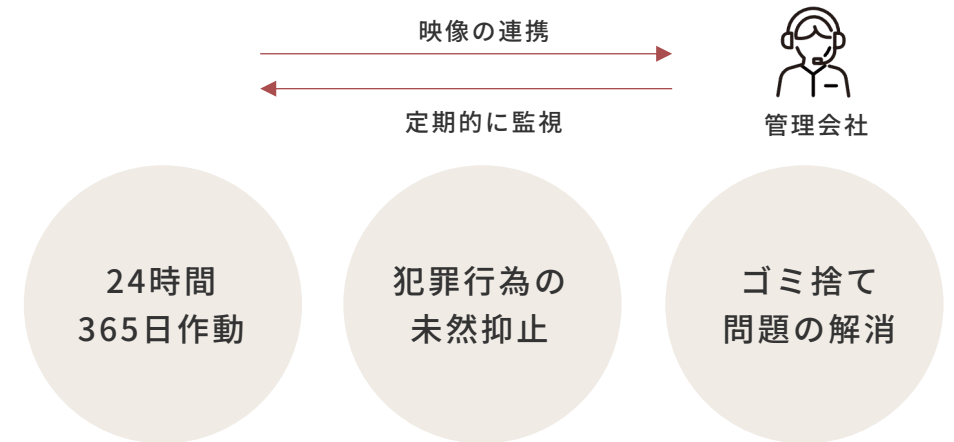 映像の連携
定期的に監視
管理会社
24時間
365日作動
犯罪行為の
未然抑止
ゴミ捨て
問題の解消